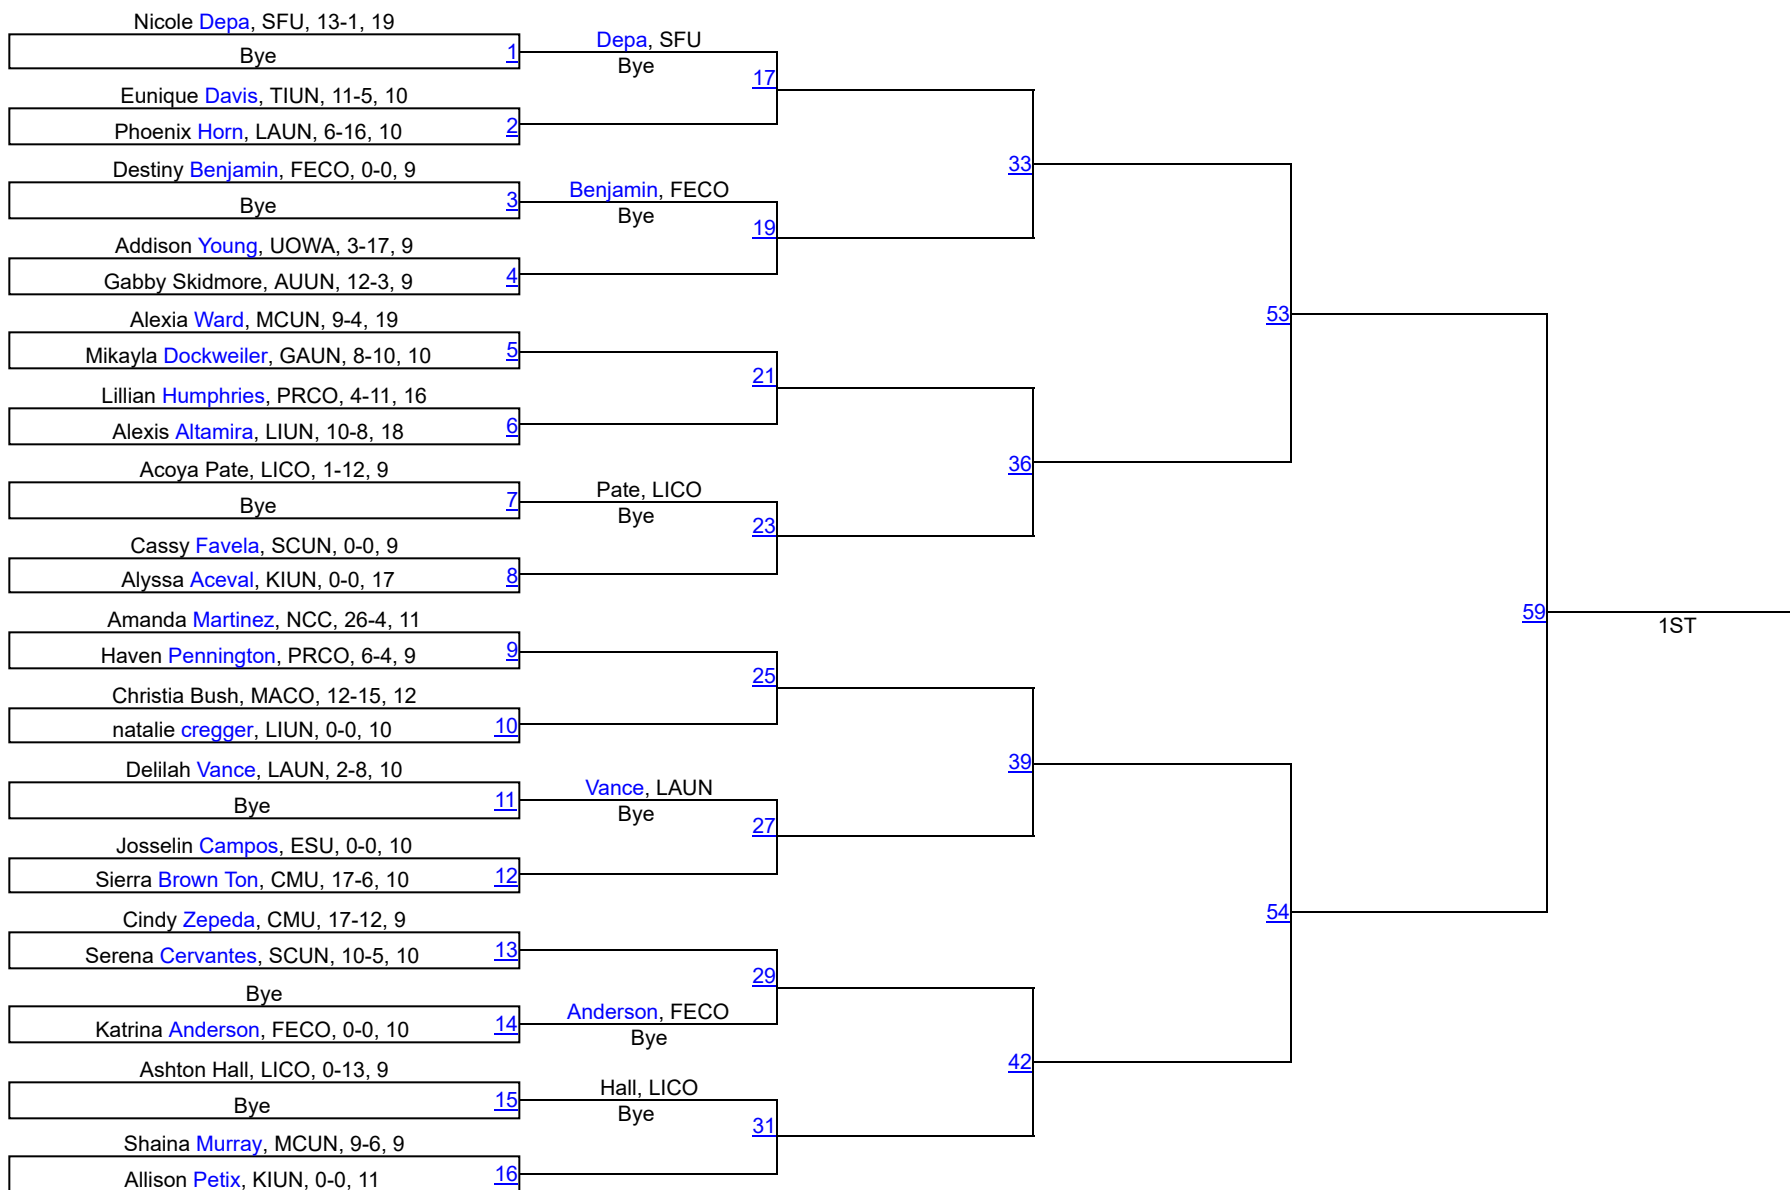 Nicole Depa, SFU, 13-1, 19
Bye
1
Depa, SFU
Bye
17
Eunique Davis, TIUN, 11-5, 10
Phoenix Horn, LAUN, 6-16, 10
2
33
Destiny Benjamin, FECO, 0-0, 9
Bye
3
Benjamin, FECO
Bye
19
Addison Young, UOWA, 3-17, 9
Gabby Skidmore, AUUN, 12-3, 9
4
53
Alexia Ward, MCUN, 9-4, 19
Mikayla Dockweiler, GAUN, 8-10, 10
5
21
Lillian Humphries, PRCO, 4-11, 16
Alexis Altamira, LIUN, 10-8, 18
6
36
Acoya Pate, LICO, 1-12, 9
Bye
7
Pate, LICO
Bye
23
Cassy Favela, SCUN, 0-0, 9
Alyssa Aceval, KIUN, 0-0, 17
8
59
1ST
Amanda Martinez, NCC, 26-4, 11
Haven Pennington, PRCO, 6-4, 9
9
25
Christia Bush, MACO, 12-15, 12
natalie cregger, LIUN, 0-0, 10
10
39
Delilah Vance, LAUN, 2-8, 10
Bye
11
Vance, LAUN
Bye
27
Josselin Campos, ESU, 0-0, 10
Sierra Brown Ton, CMU, 17-6, 10
12
54
Cindy Zepeda, CMU, 17-12, 9
Serena Cervantes, SCUN, 10-5, 10
13
29
Bye
Katrina Anderson, FECO, 0-0, 10
14
Anderson, FECO
Bye
42
Ashton Hall, LICO, 0-13, 9
Bye
15
Hall, LICO
Bye
31
Shaina Murray, MCUN, 9-6, 9
Allison Petix, KIUN, 0-0, 11
16